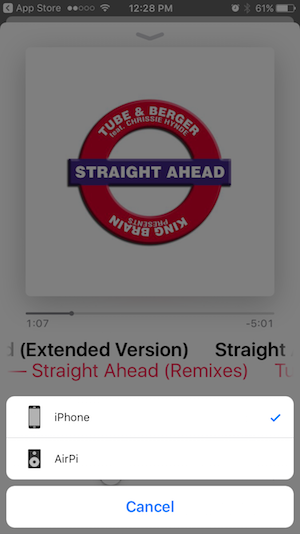 App Store 12:28 PM 61%
TUBE & BERGER
feat. CHRISSIE HYNDE
STRAIGHT AHEAD
KING BRAIN
PRESENTS
1:07 -5:01
d (Extended Version) Straight
— Straight Ahead (Remixes) Tu
iPhone
AirPi
Cancel